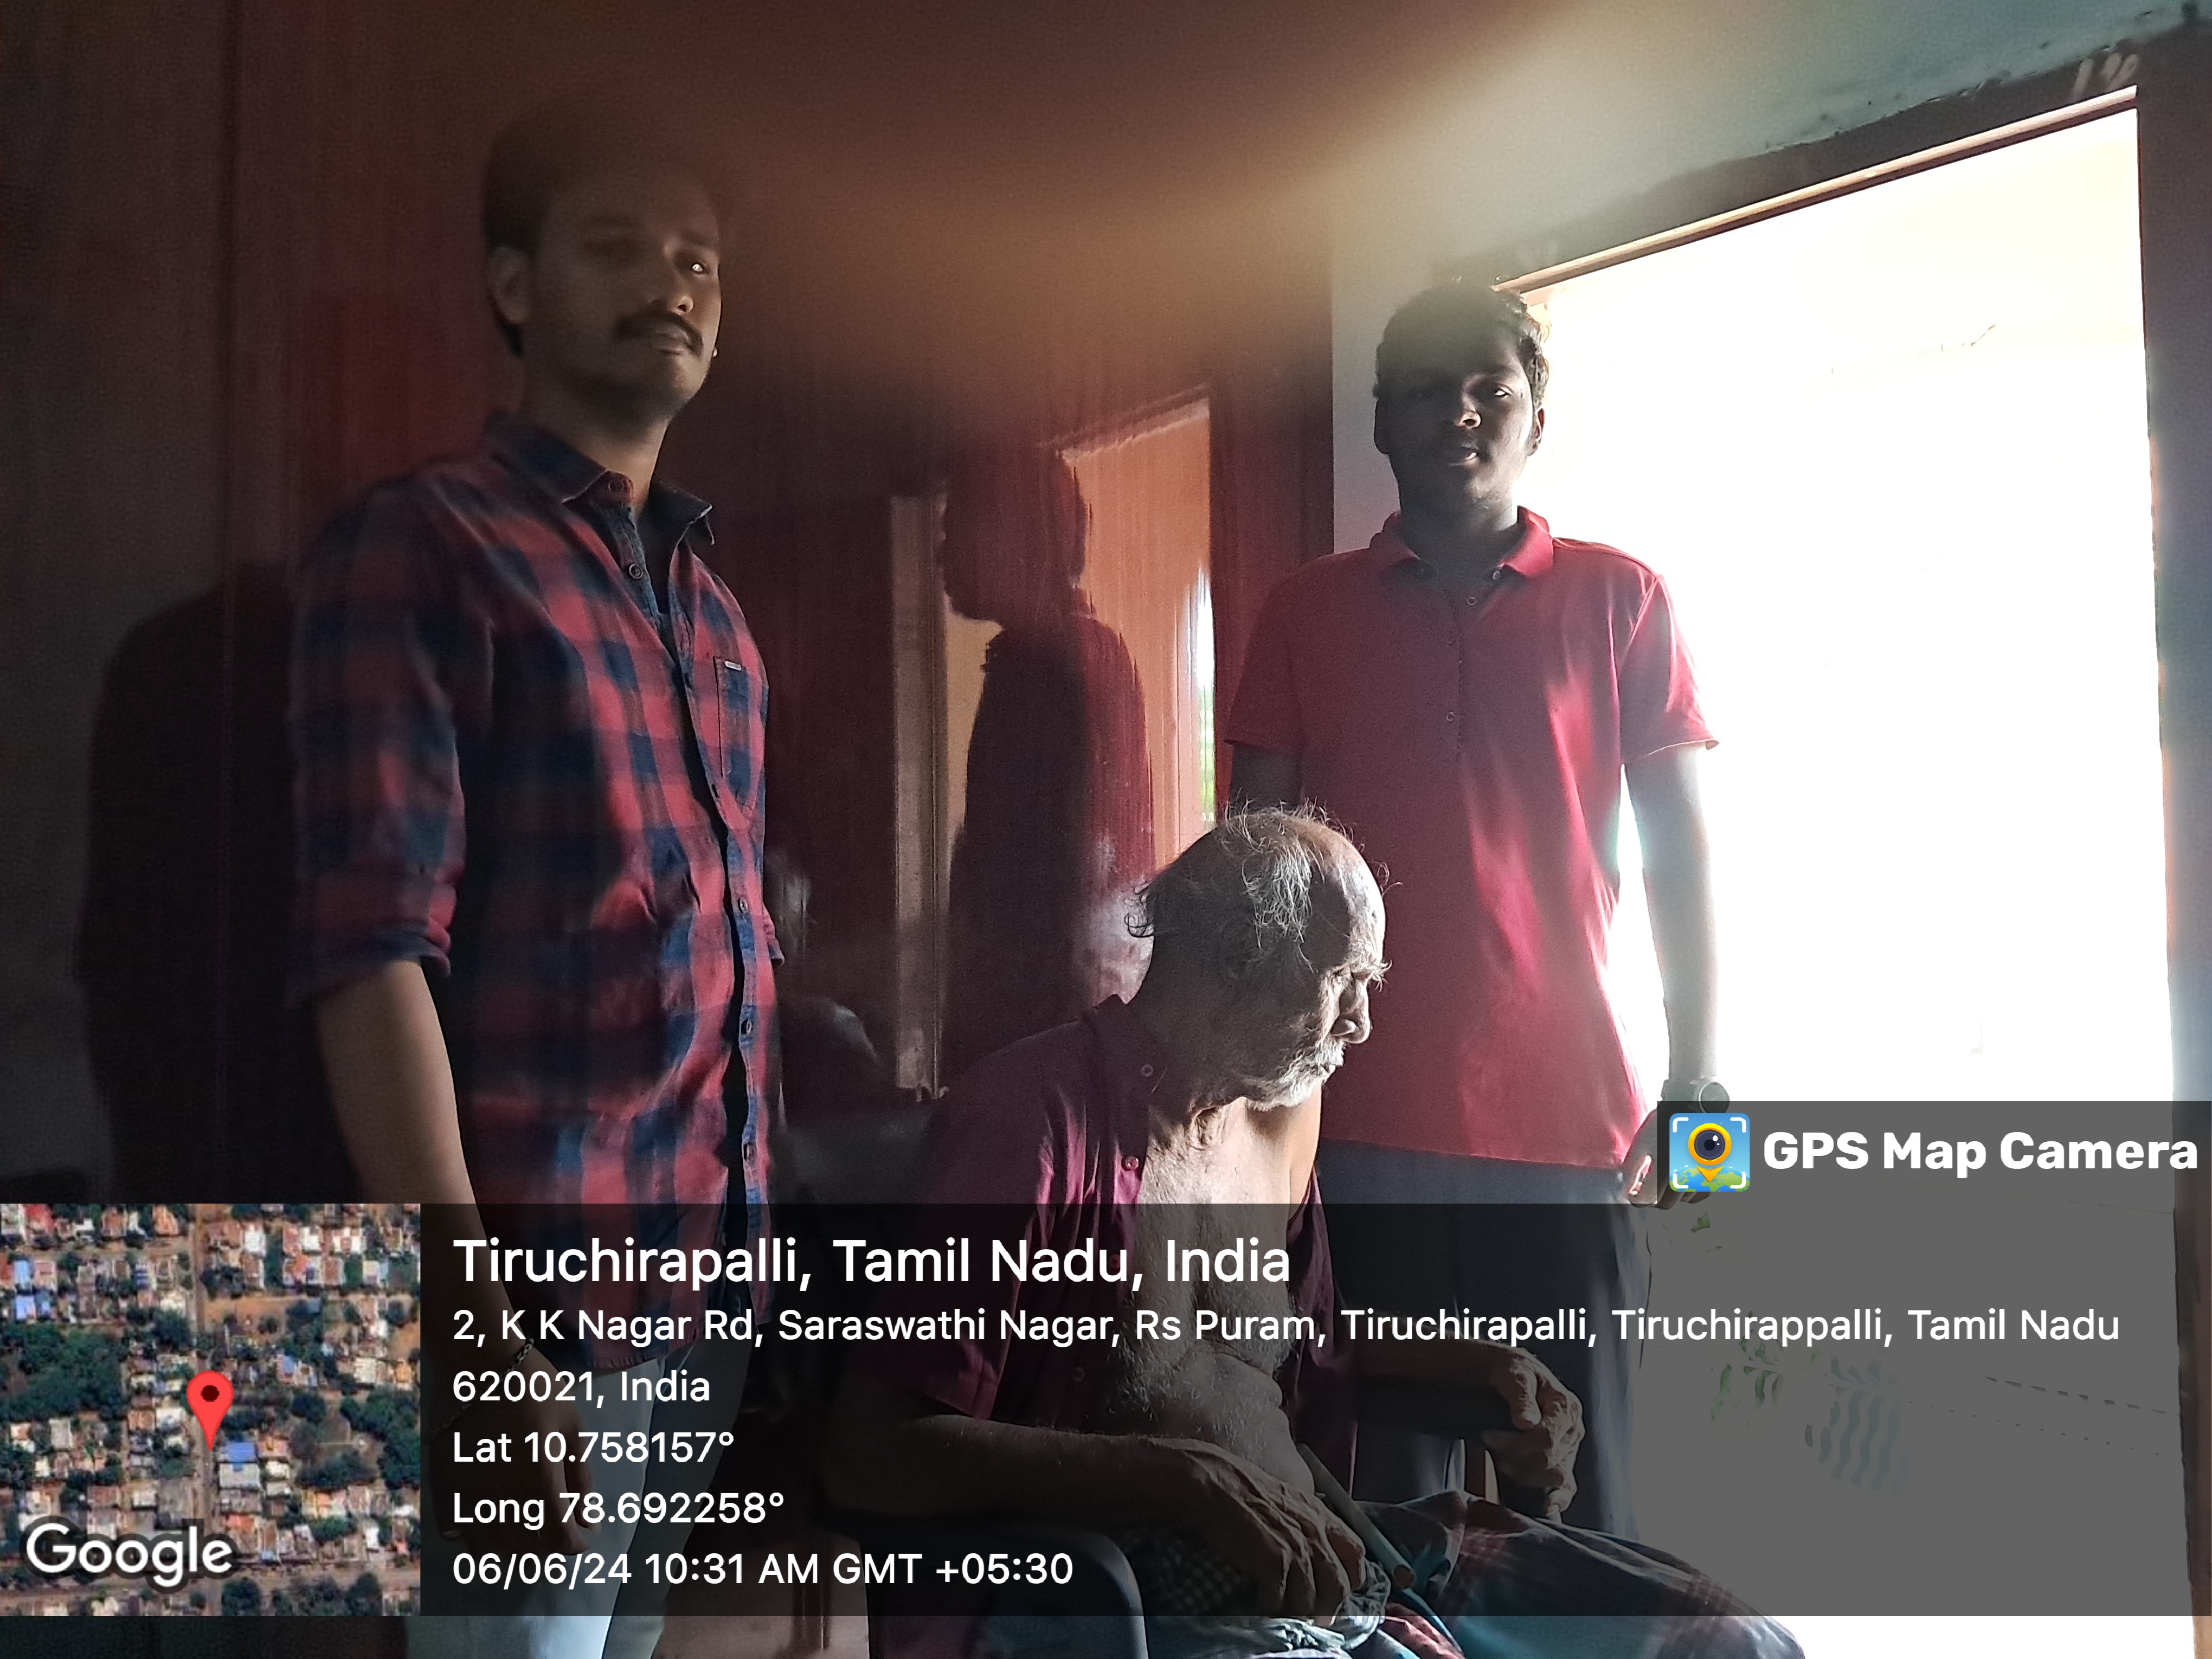 GPS Map Camera
Tiruchirapalli, Tamil Nadu, India
2, K K Nagar Rd, Saraswathi Nagar, Rs Puram, Tiruchirapalli, Tiruchirappalli, Tamil Nadu
620021, India
Lat 10.758157°
Long 78.692258°
06/06/24 10:31 AM GMT +05:30
Google